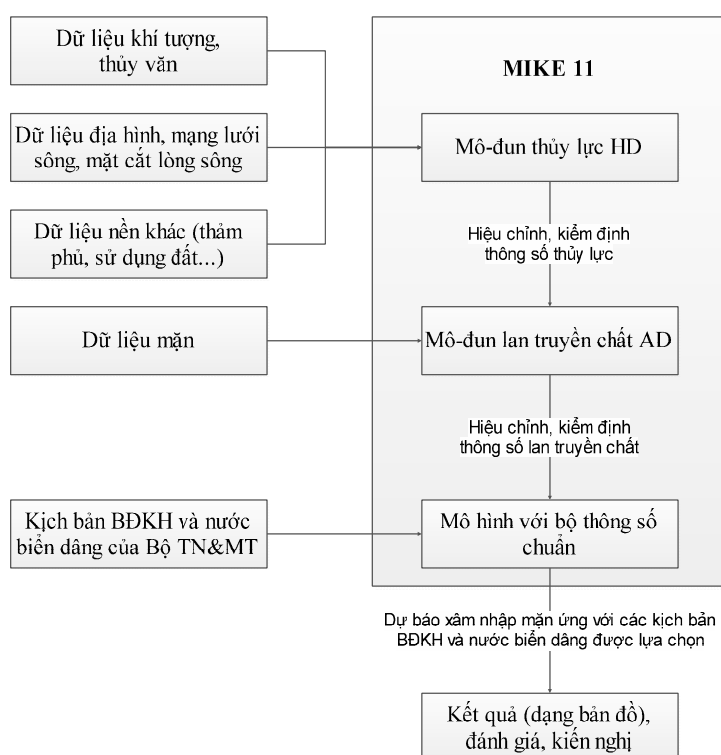 Dữ liệu khí tượng,
thủy văn
MIKE 11
Dữ liệu địa hình, mạng lưới
sông, mặt cắt lòng sông
Mô-đun thủy lực HD
Dữ liệu nền khác (thảm
phủ, sử dụng đất...)
Hiệu chỉnh, kiểm định
thông số thủy lực
Dữ liệu mặn
Mô-đun lan truyền chất AD
Hiệu chỉnh, kiểm định
thông số lan truyền chất
Kịch bản BĐKH và nước
biển dâng của Bộ TN&MT
Mô hình với bộ thông số
chuẩn
Dự báo xâm nhập mặn ứng với các kịch bản
BĐKH và nước biển dâng được lựa chọn
Kết quả (dạng bản đồ),
đánh giá, kiến nghị